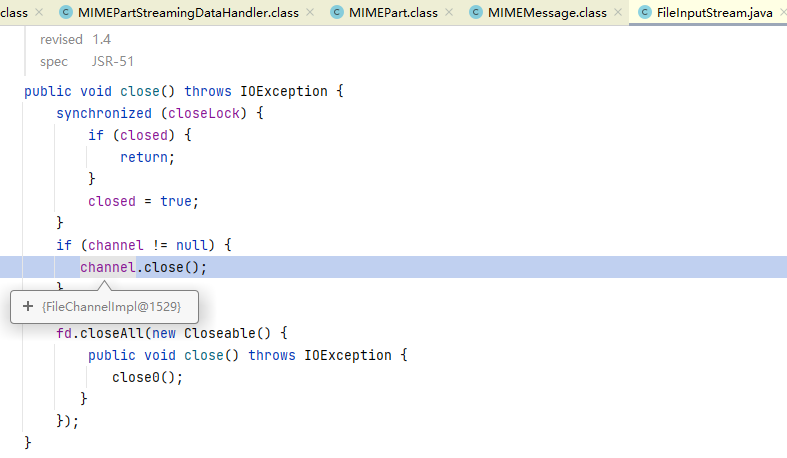 class MIMEPartStreamingDataHandler.class MIMEPart.class MIMEMessage.class FileInputStream.java
revised 1.4
spec JSR-51
public void close() throws IOException {
synchronized (closeLock) {
if (closed) {
return;
}
closed = true;
}
if (channel != null) {
channel.close();
}
+ {FileChannelImpl@1529}
fd.closeAll(new Closeable() {
public void close() throws IOException {
close0();
}
});
}